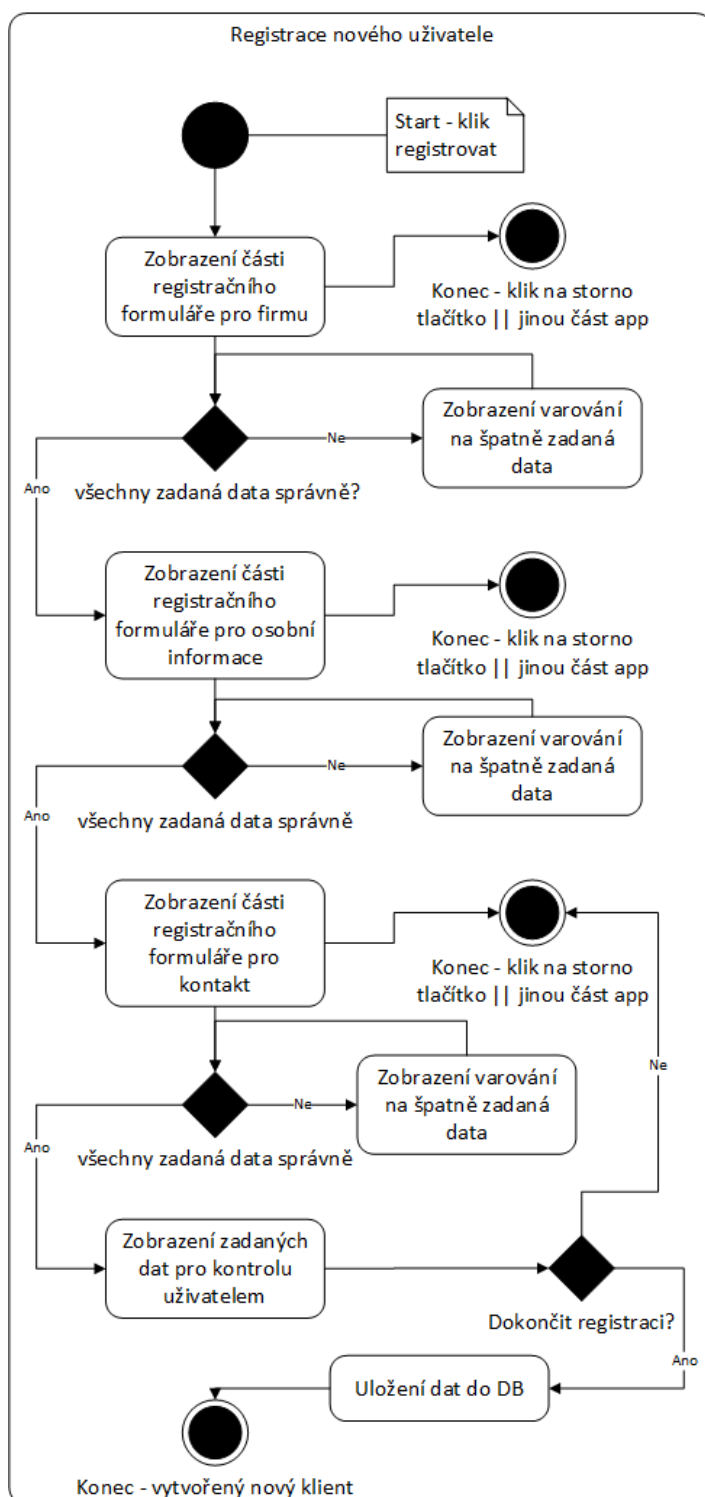 Registrace nového uživatele
Start - klik
registrovat
Zobrazení části
registračního
formuláře pro firmu
Konec - klik na storno
tlačítko || jinou část app
Zobrazení varování
na špatně zadaná
data
Ne
Ano
všechny zadaná data správně?
Zobrazení části
registračního
formuláře pro osobní
informace
Konec - klik na storno
tlačítko || jinou část app
Zobrazení varování
na špatně zadaná
data
Ne
Ano
všechny zadaná data správně
Zobrazení části
registračního
formuláře pro
kontakt
Konec - klik na storno
tlačítko || jinou část app
Ne
Zobrazení varování
na špatně zadaná
data
Ne
Ano
všechny zadaná data správně
Zobrazení zadaných
dat pro kontrolu
uživatelem
Dokončit registraci?
Ano
Uložení dat do DB
Konec - vytvořený nový klient